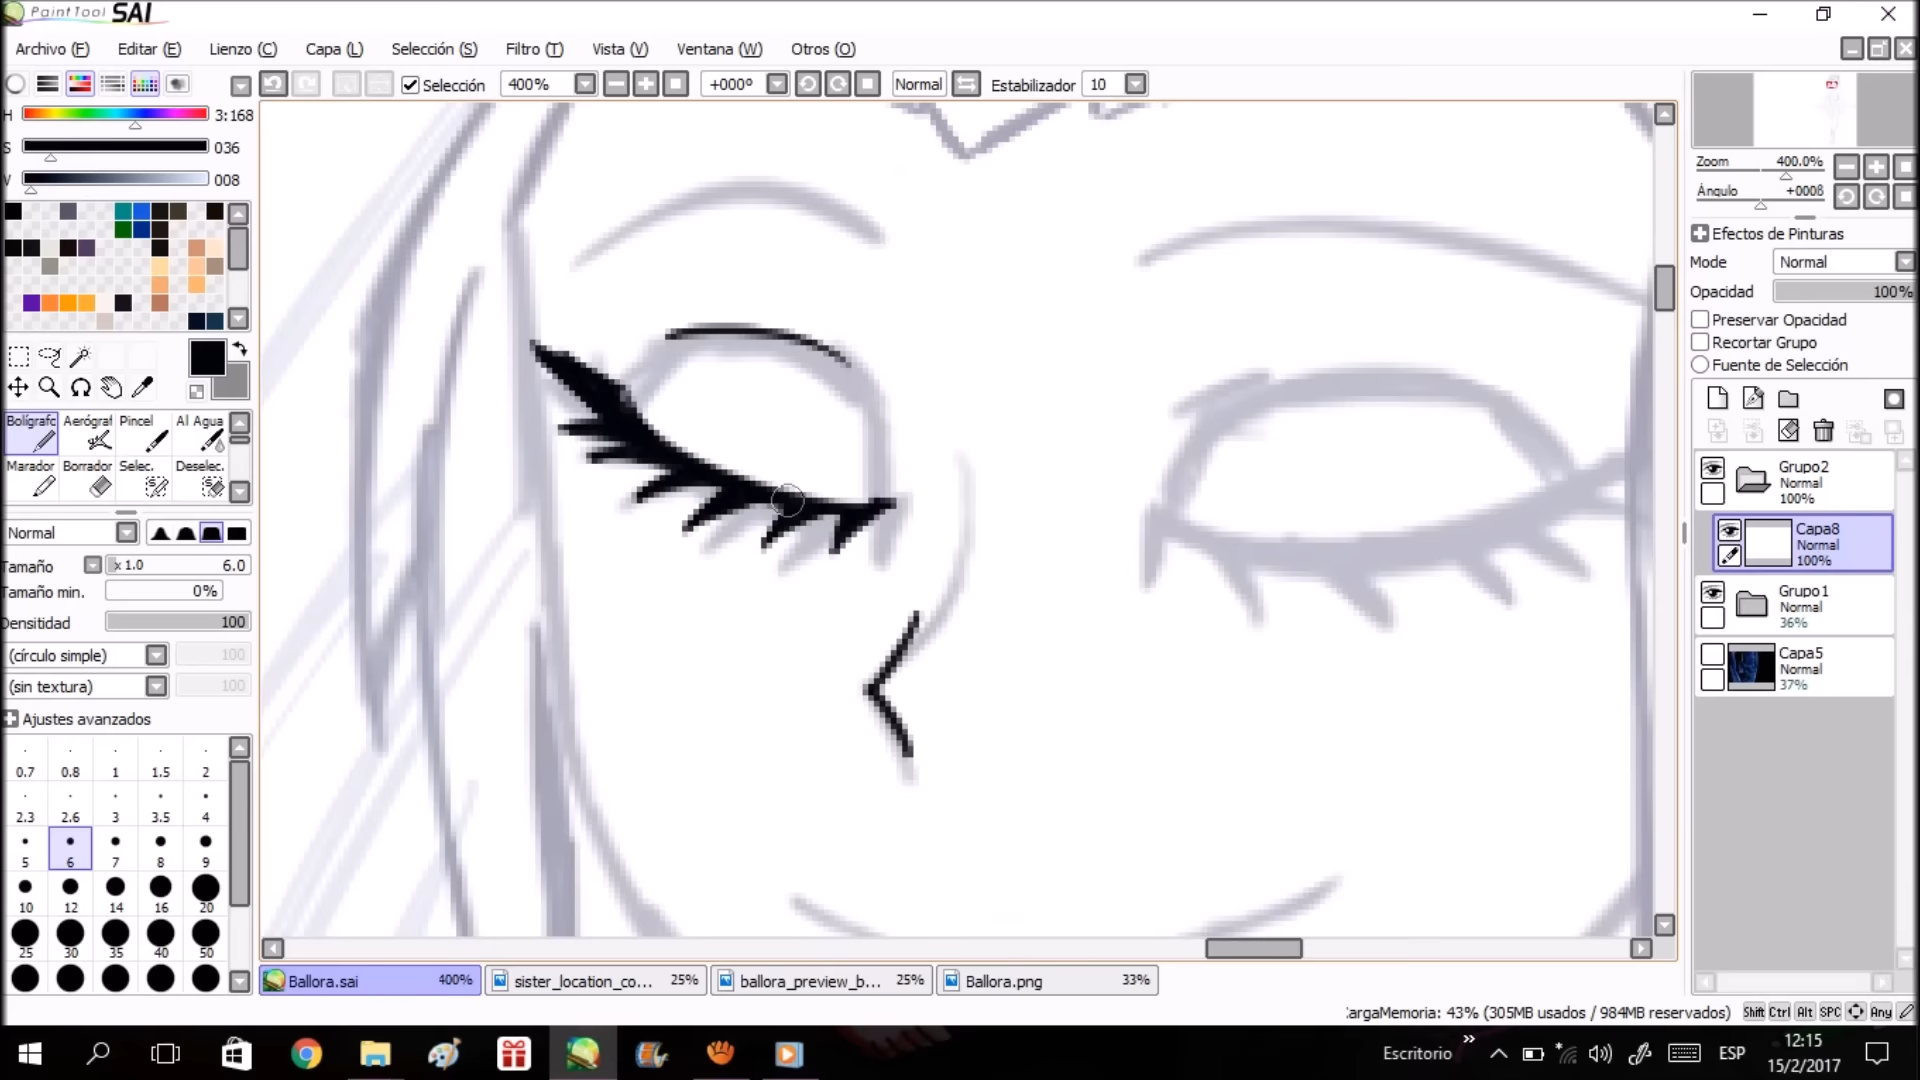 PaintTool SAI
Archivo (F) Editar (E) Lienzo (C) Capa (L) Selección (S) Filtro (T) Vista (V) Ventana (W) Otros (O)
Selección 400% +000º Normal Estabilizador 10
H 3:168
S 036
V 008
Bolígrafo Aerógraf Pincel Al Agua
Marador Borrador Selec. Deselec.
Normal
Tamaño x 1.0 6.0
Tamaño min. 0%
Densitidad 100
(círculo simple) 100
(sin textura) 100
Ajustes avanzados
0.7 0.8 1 1.5 2
2.3 2.6 3 3.5 4
5 6 7 8 9
10 12 14 16 20
25 30 35 40 50
Zoom 400.0%
Ángulo +000º
Efectos de Pinturas
Mode Normal
Opacidad 100%
Preservar Opacidad
Recortar Grupo
Fuente de Selección
Grupo2
Normal
100%
Capa8
Normal
100%
Grupo1
Normal
36%
Capa5
Normal
37%
Ballora.sai 400% sister_location_co... 25% ballora_preview_b... 25% Ballora.png 33%
CargaMemoria: 43% (305MB usados / 984MB reservados) Shift Ctrl Alt SPC Any
Escritorio » ESP 12:15
15/2/2017